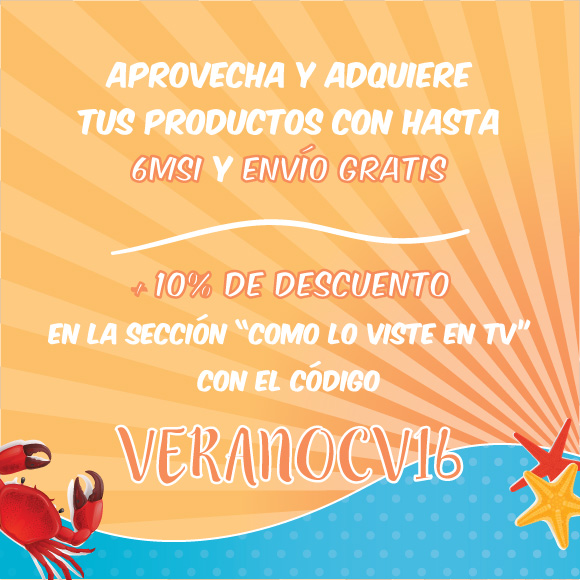 APROVECHA Y ADQUIERE
TUS PRODUCTOS CON HASTA
6MSI Y ENVÍO GRATIS
+ 10% DE DESCUENTO
EN LA SECCIÓN “COMO LO VISTE EN TV”
CON EL CÓDIGO
VERANOCV16